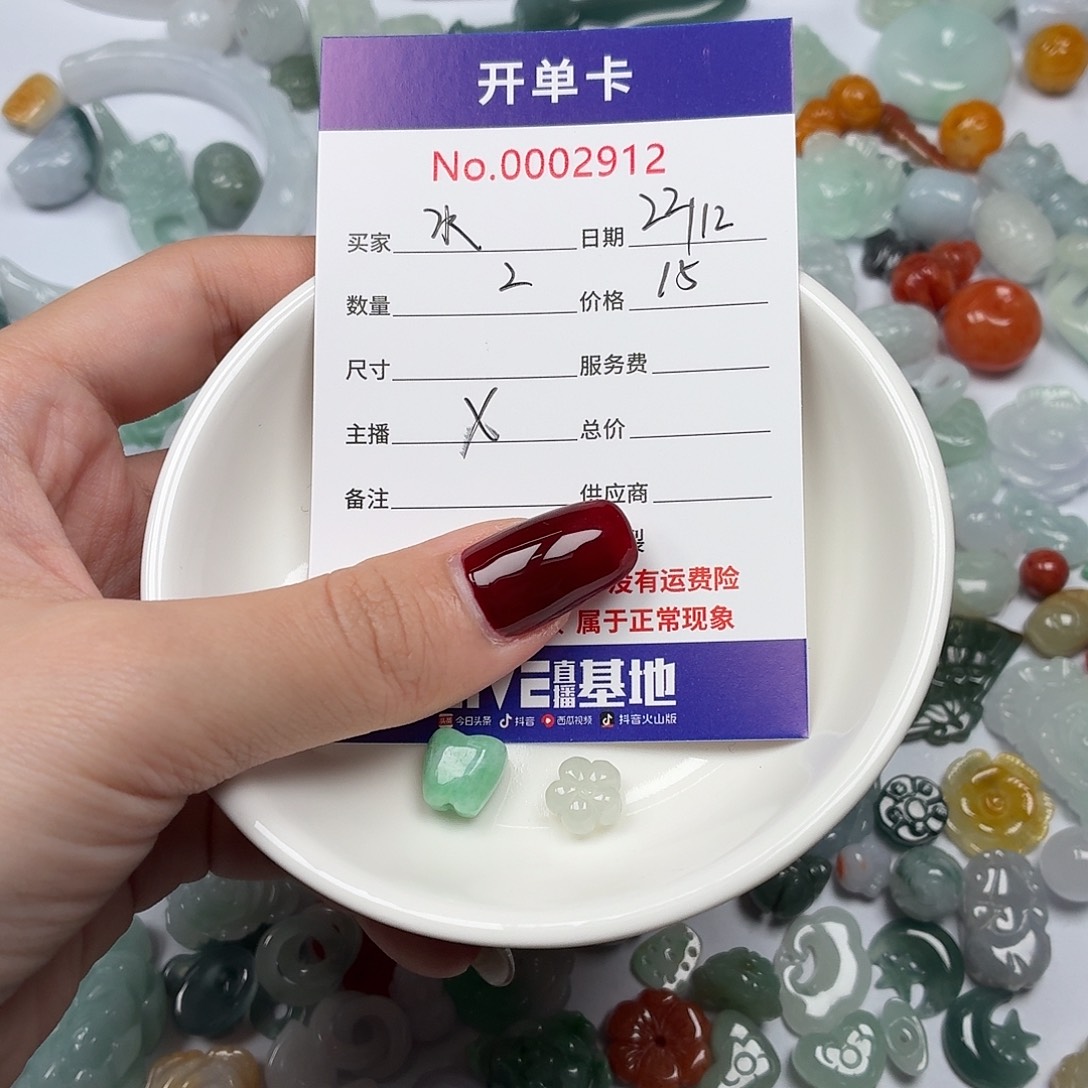 开单卡
No.0002912
买家 水 日期 22/12
数量 2 价格 15
尺寸 服务费
主播 X 总价
备注 供应商
裂
没有运费险
、属于正常现象
直播基地
今日头条 抖音 西瓜视频 抖音火山版